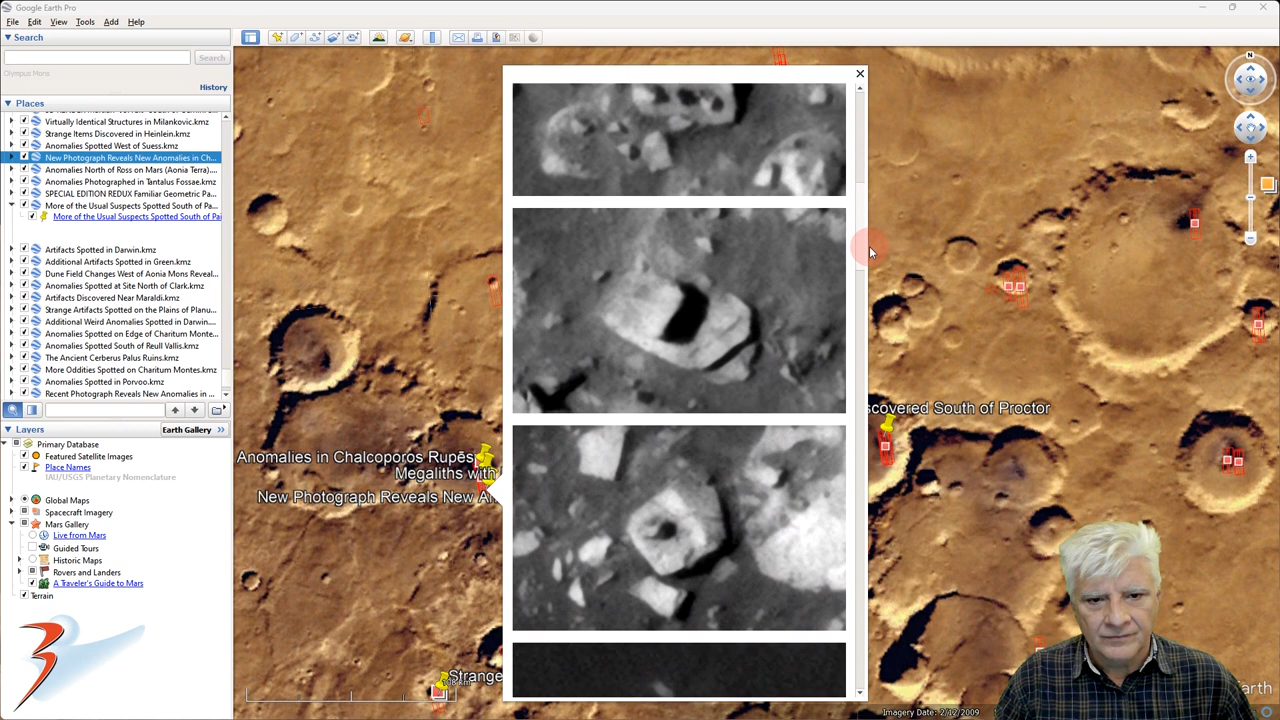 Google Earth Pro
File Edit View Tools Add Help
Search
Search
Olympus Mons
History
Places
Virtually Identical Structures in Milankovic.kmz
Strange Items Discovered in Heinlein.kmz
Anomalies Spotted West of Suess.kmz
New Photograph Reveals New Anomalies in Ch...
Anomalies North of Ross on Mars (Aonia Terra)....
Anomalies Photographed in Tantalus Fossae.kmz
SPECIAL EDITION REDUX Familiar Geometric Pa...
More of the Usual Suspects Spotted South of Pa...
More of the Usual Suspects Spotted South of Pai
Artifacts Spotted in Darwin.kmz
Additional Artifacts Spotted in Green.kmz
Dune Field Changes West of Aonia Mons Reveal...
Anomalies Spotted at Site North of Clark.kmz
Artifacts Discovered Near Maraldi.kmz
Strange Artifacts Spotted on the Plains of Planu...
Additional Weird Anomalies Spotted in Darwin....
Anomalies Spotted on Edge of Charitum Monte...
Anomalies Spotted South of Reull Vallis.kmz
The Ancient Cerberus Palus Ruins.kmz
More Oddities Spotted on Charitum Montes.kmz
Anomalies Spotted in Porvoo.kmz
Recent Photograph Reveals New Anomalies in ...
Layers
Earth Gallery »
Primary Database
Featured Satellite Images
Place Names
IAU/USGS Planetary Nomenclature
Global Maps
Spacecraft Imagery
Mars Gallery
Live from Mars
Guided Tours
Historic Maps
Rovers and Landers
A Traveler's Guide to Mars
Terrain
N
scovered South of Proctor
Anomalies in Chalcoporos Rupes
Megaliths with
New Photograph Reveals New An
Strange
Imagery Date: 2/12/2009
arth